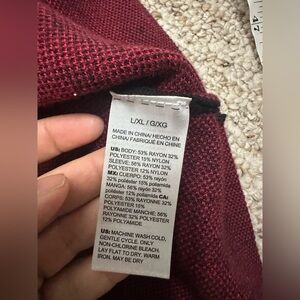 L/XL / G/XG
MADE IN CHINA/ HECHO EN
CHINA/ FABRIQUÉ EN CHINE
US: BODY: 53% RAYON 32%
POLYESTER 15% NYLON
SLEEVE: 56% RAYON 32%
POLYESTER 12% NYLON
MX: CUERPO: 53% rayón
32% poliéster 15% poliamida
MANGA: 56% rayón 32%
poliéster 12% poliamida CA:
CORPS: 53% RAYONNE 32%
POLYESTER 15%
POLYAMIDE MANCHE: 56%
RAYONNE 32% POLYESTER
12% POLYAMIDE
US: MACHINE WASH COLD,
GENTLE CYCLE. ONLY
NON-CHLORINE BLEACH.
LAY FLAT TO DRY. WARM
IRON. MAY BE DRY